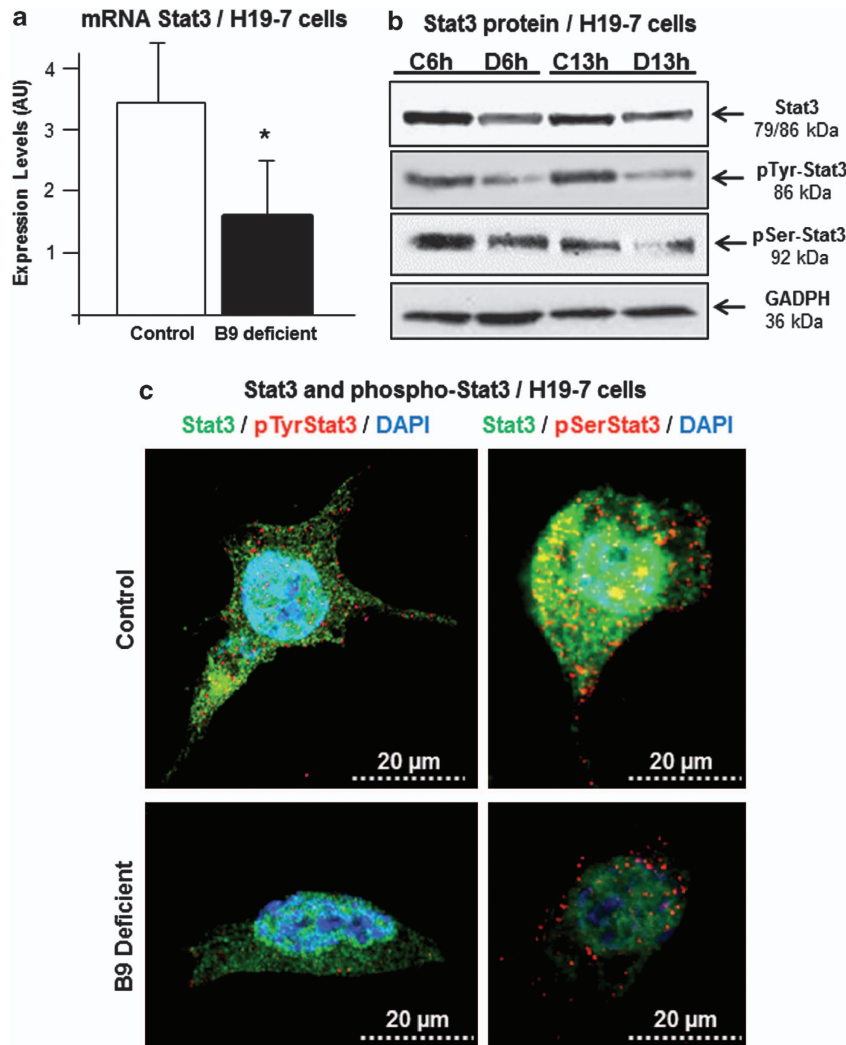 a
mRNA Stat3 / H19-7 cells
Expression Levels (AU)
4
3
2
1
*
Control
B9 deficient
b
Stat3 protein / H19-7 cells
C6h D6h C13h D13h
Stat3
79/86 kDa
pTyr-Stat3
86 kDa
pSer-Stat3
92 kDa
GADPH
36 kDa
c
Stat3 and phospho-Stat3 / H19-7 cells
Stat3 / pTyrStat3 / DAPI
Stat3 / pSerStat3 / DAPI
Control
20 µm
20 µm
B9 Deficient
20 µm
20 µm